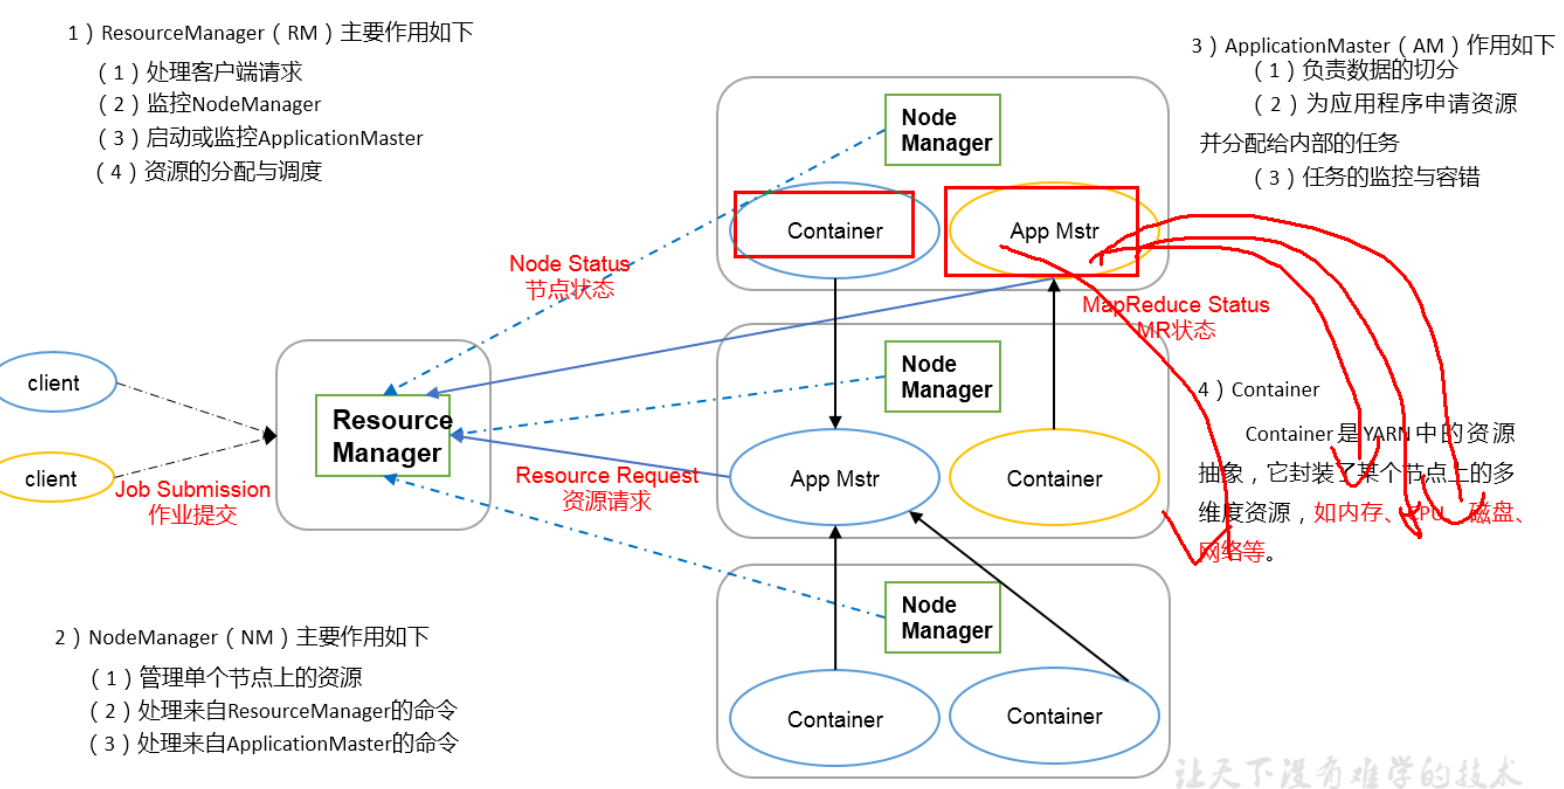 1）ResourceManager（RM）主要作用如下
（1）处理客户端请求
（2）监控NodeManager
（3）启动或监控ApplicationMaster
（4）资源的分配与调度
3）ApplicationMaster（AM）作用如下
（1）负责数据的切分
（2）为应用程序申请资源
并分配给内部的任务
（3）任务的监控与容错
Node
Manager
Container
App Mstr
Node Status
节点状态
MapReduce Status
MR状态
client
client
Job Submission
作业提交
Resource
Manager
Resource Request
资源请求
Node
Manager
App Mstr
Container
4）Container
Container是YARN中的资源
抽象，它封装了某个节点上的多
维度资源，如内存、CPU、磁盘、
网络等。
2）NodeManager（NM）主要作用如下
（1）管理单个节点上的资源
（2）处理来自ResourceManager的命令
（3）处理来自ApplicationMaster的命令
Node
Manager
Container
Container
让天下没有难学的技术